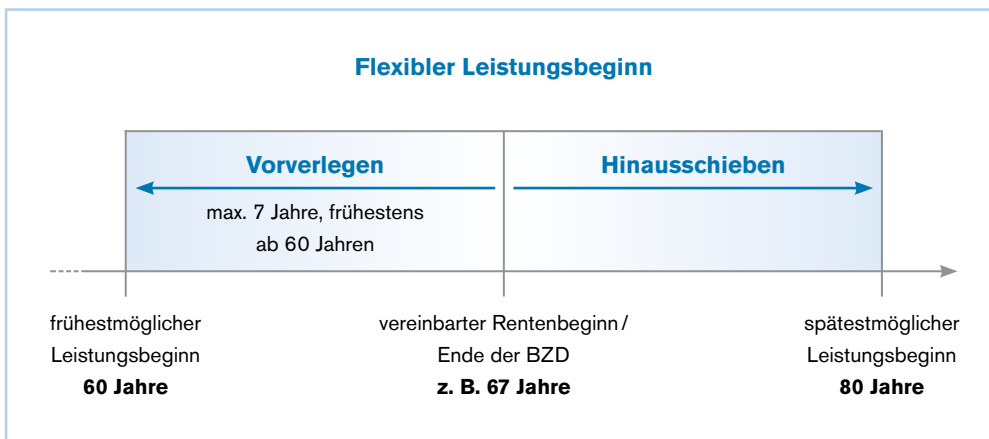 Flexibler Leistungsbeginn
Vorverlegen
max. 7 Jahre, frühestens
ab 60 Jahren
Hinausschieben
frühestmöglicher
Leistungsbeginn
60 Jahre
vereinbarter Rentenbeginn /
Ende der BZD
z. B. 67 Jahre
spätestmöglicher
Leistungsbeginn
80 Jahre